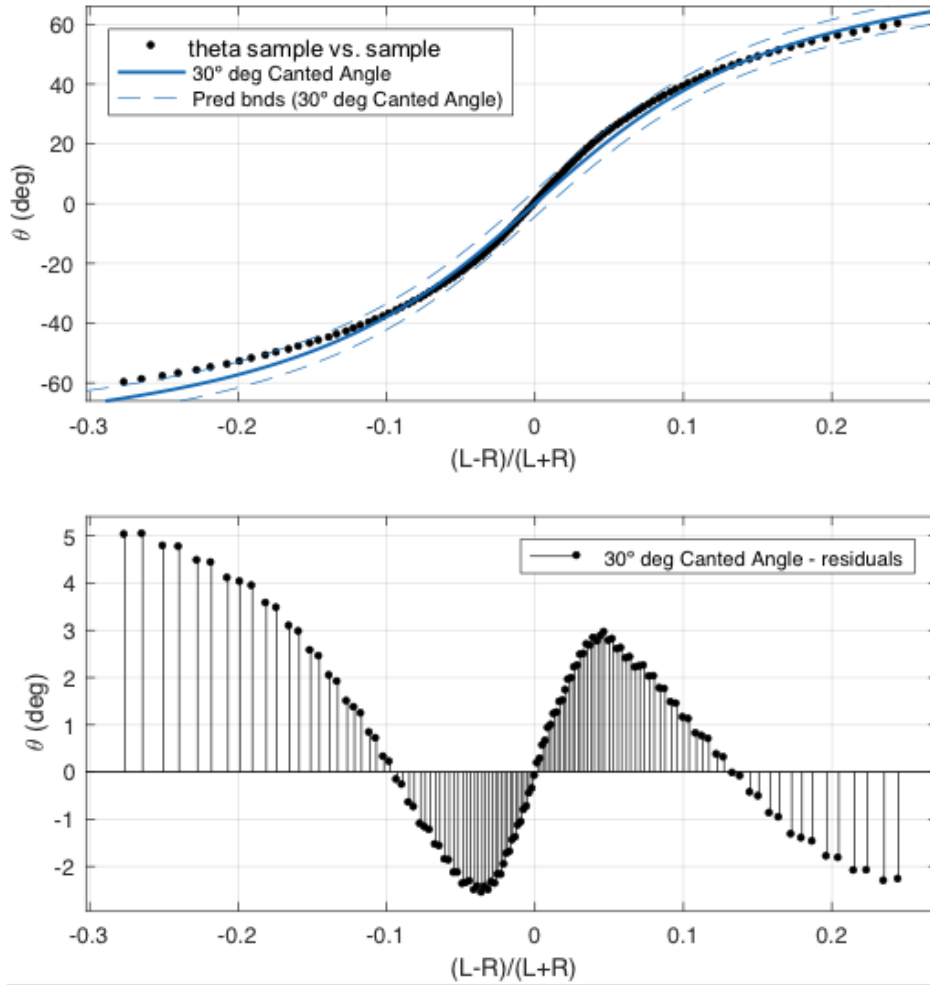 60
40
20
0
-20
-40
-60
θ (deg)
theta sample vs. sample
30° deg Canted Angle
Pred bnds (30° deg Canted Angle)
-0.3 -0.2 -0.1 0 0.1 0.2
(L-R)/(L+R)
5
4
3
2
1
0
-1
-2
θ (deg)
30° deg Canted Angle - residuals
-0.3 -0.2 -0.1 0 0.1 0.2
(L-R)/(L+R)